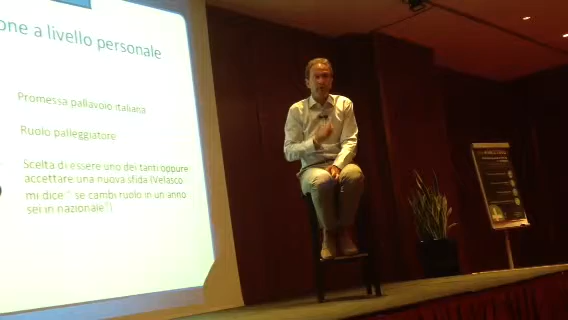 one a livello personale
Promessa pallavolo italiana
Ruolo palleggiatore
Scelta di essere uno dei tanti oppure
accettare una nuova sfida (Velasco
mi dice " se cambi ruolo in un anno
sei in nazionale")